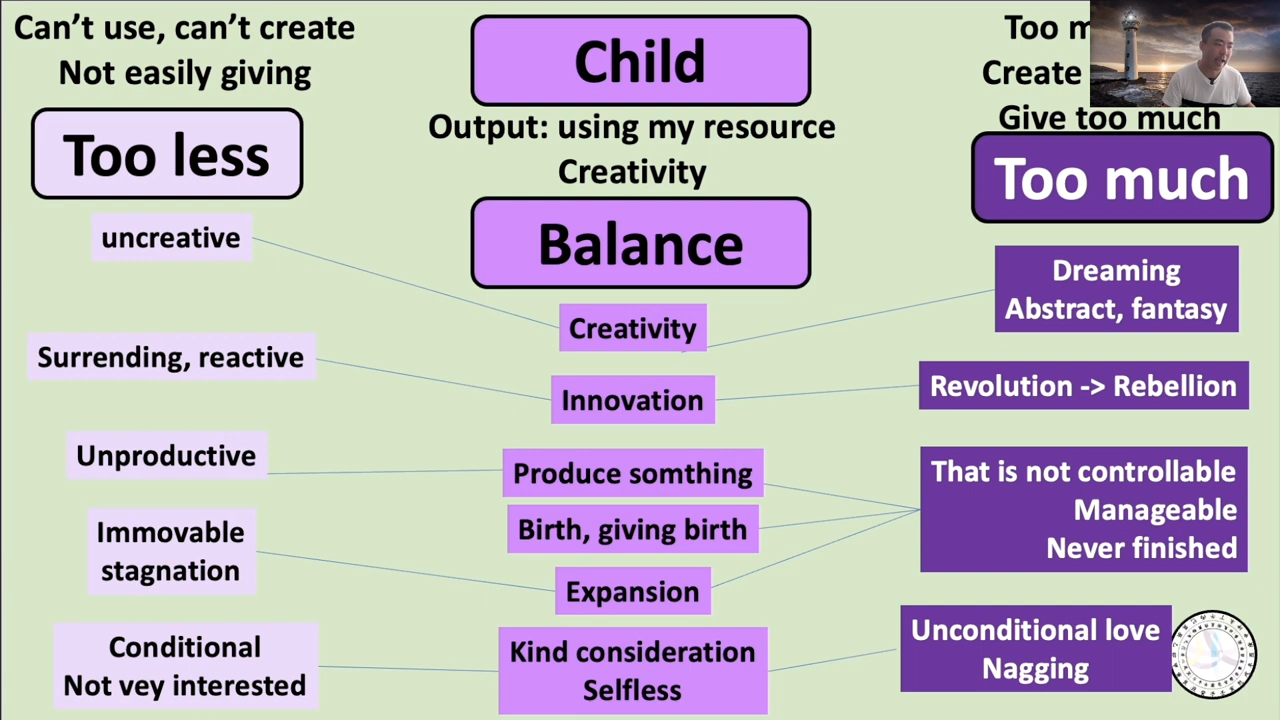 Can’t use, can’t create
Not easily giving
Too less
uncreative
Surrending, reactive
Unproductive
Immovable
stagnation
Conditional
Not vey interested
Child
Output: using my resource
Creativity
Balance
Creativity
Innovation
Produce somthing
Birth, giving birth
Expansion
Kind consideration
Selfless
Too
Create
Give too much
Too much
Dreaming
Abstract, fantasy
Revolution -> Rebellion
That is not controllable
Manageable
Never finished
Unconditional love
Nagging